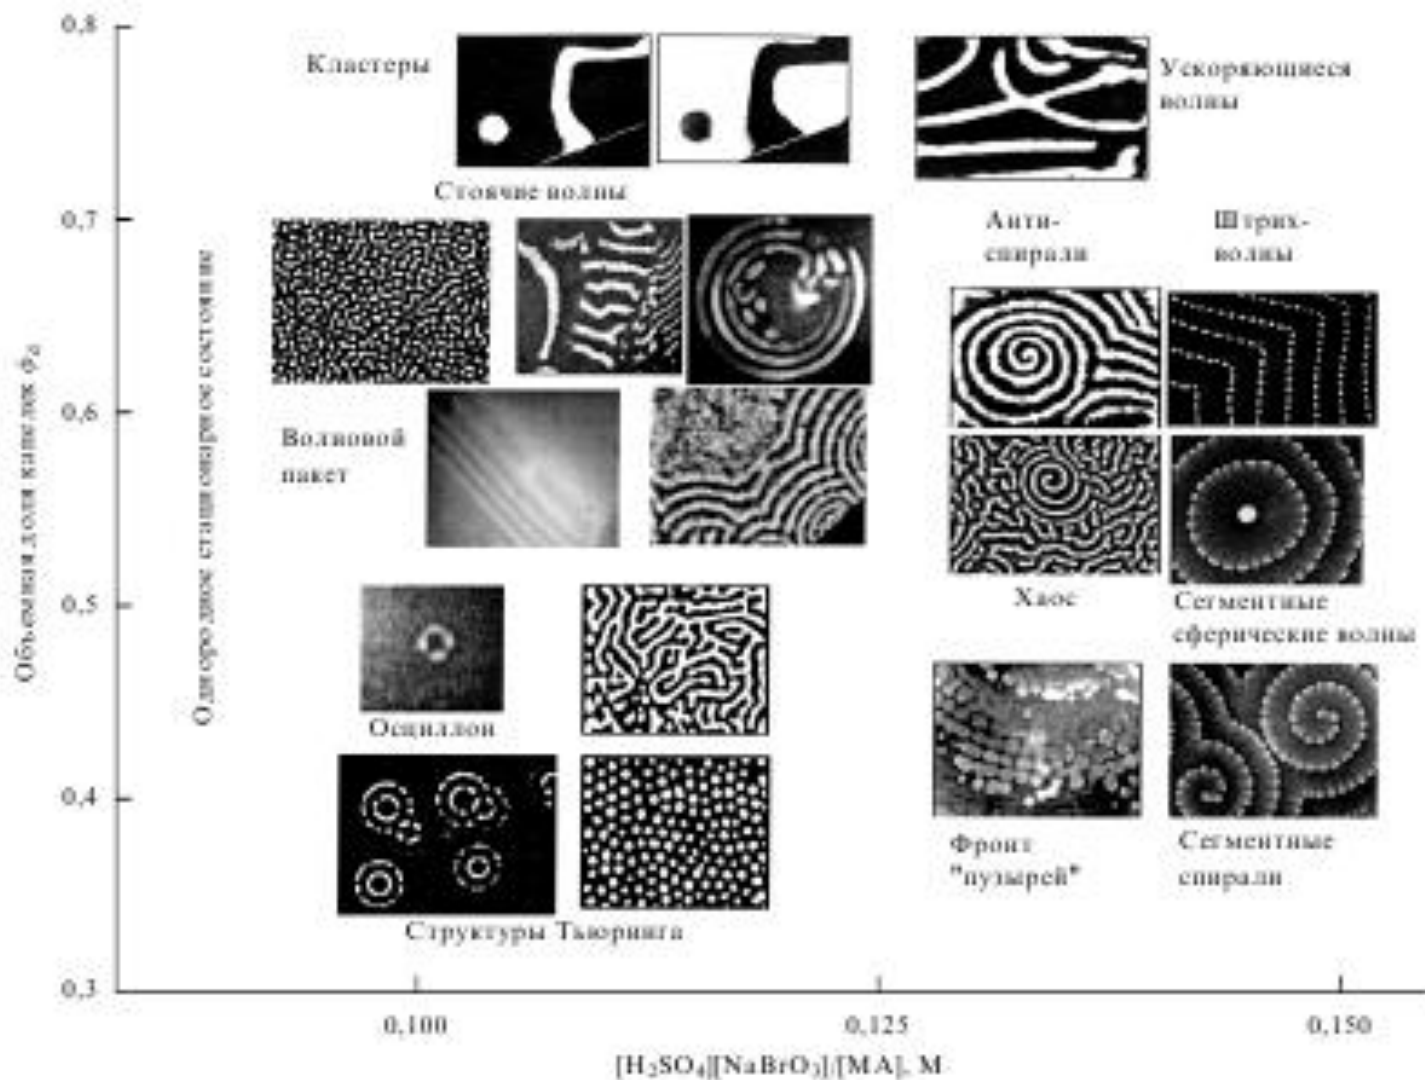 0,8
Кластеры
Ускоряющиеся
волны
Стоячие волны
0,7
Анти-
спирали
Штрих-
волны
Объемная доля капелек φd
Однородное стационарное состояние
0,6
Волновой
пакет
0,5
Хаос
Сегментные
сферические волны
Осциллон
0,4
Фронт
"пузырей"
Сегментные
спирали
Структуры Тьюринга
0,3
0,100
0,125
0,150
[H₂SO₄][NaBrO₃]/[MA], М